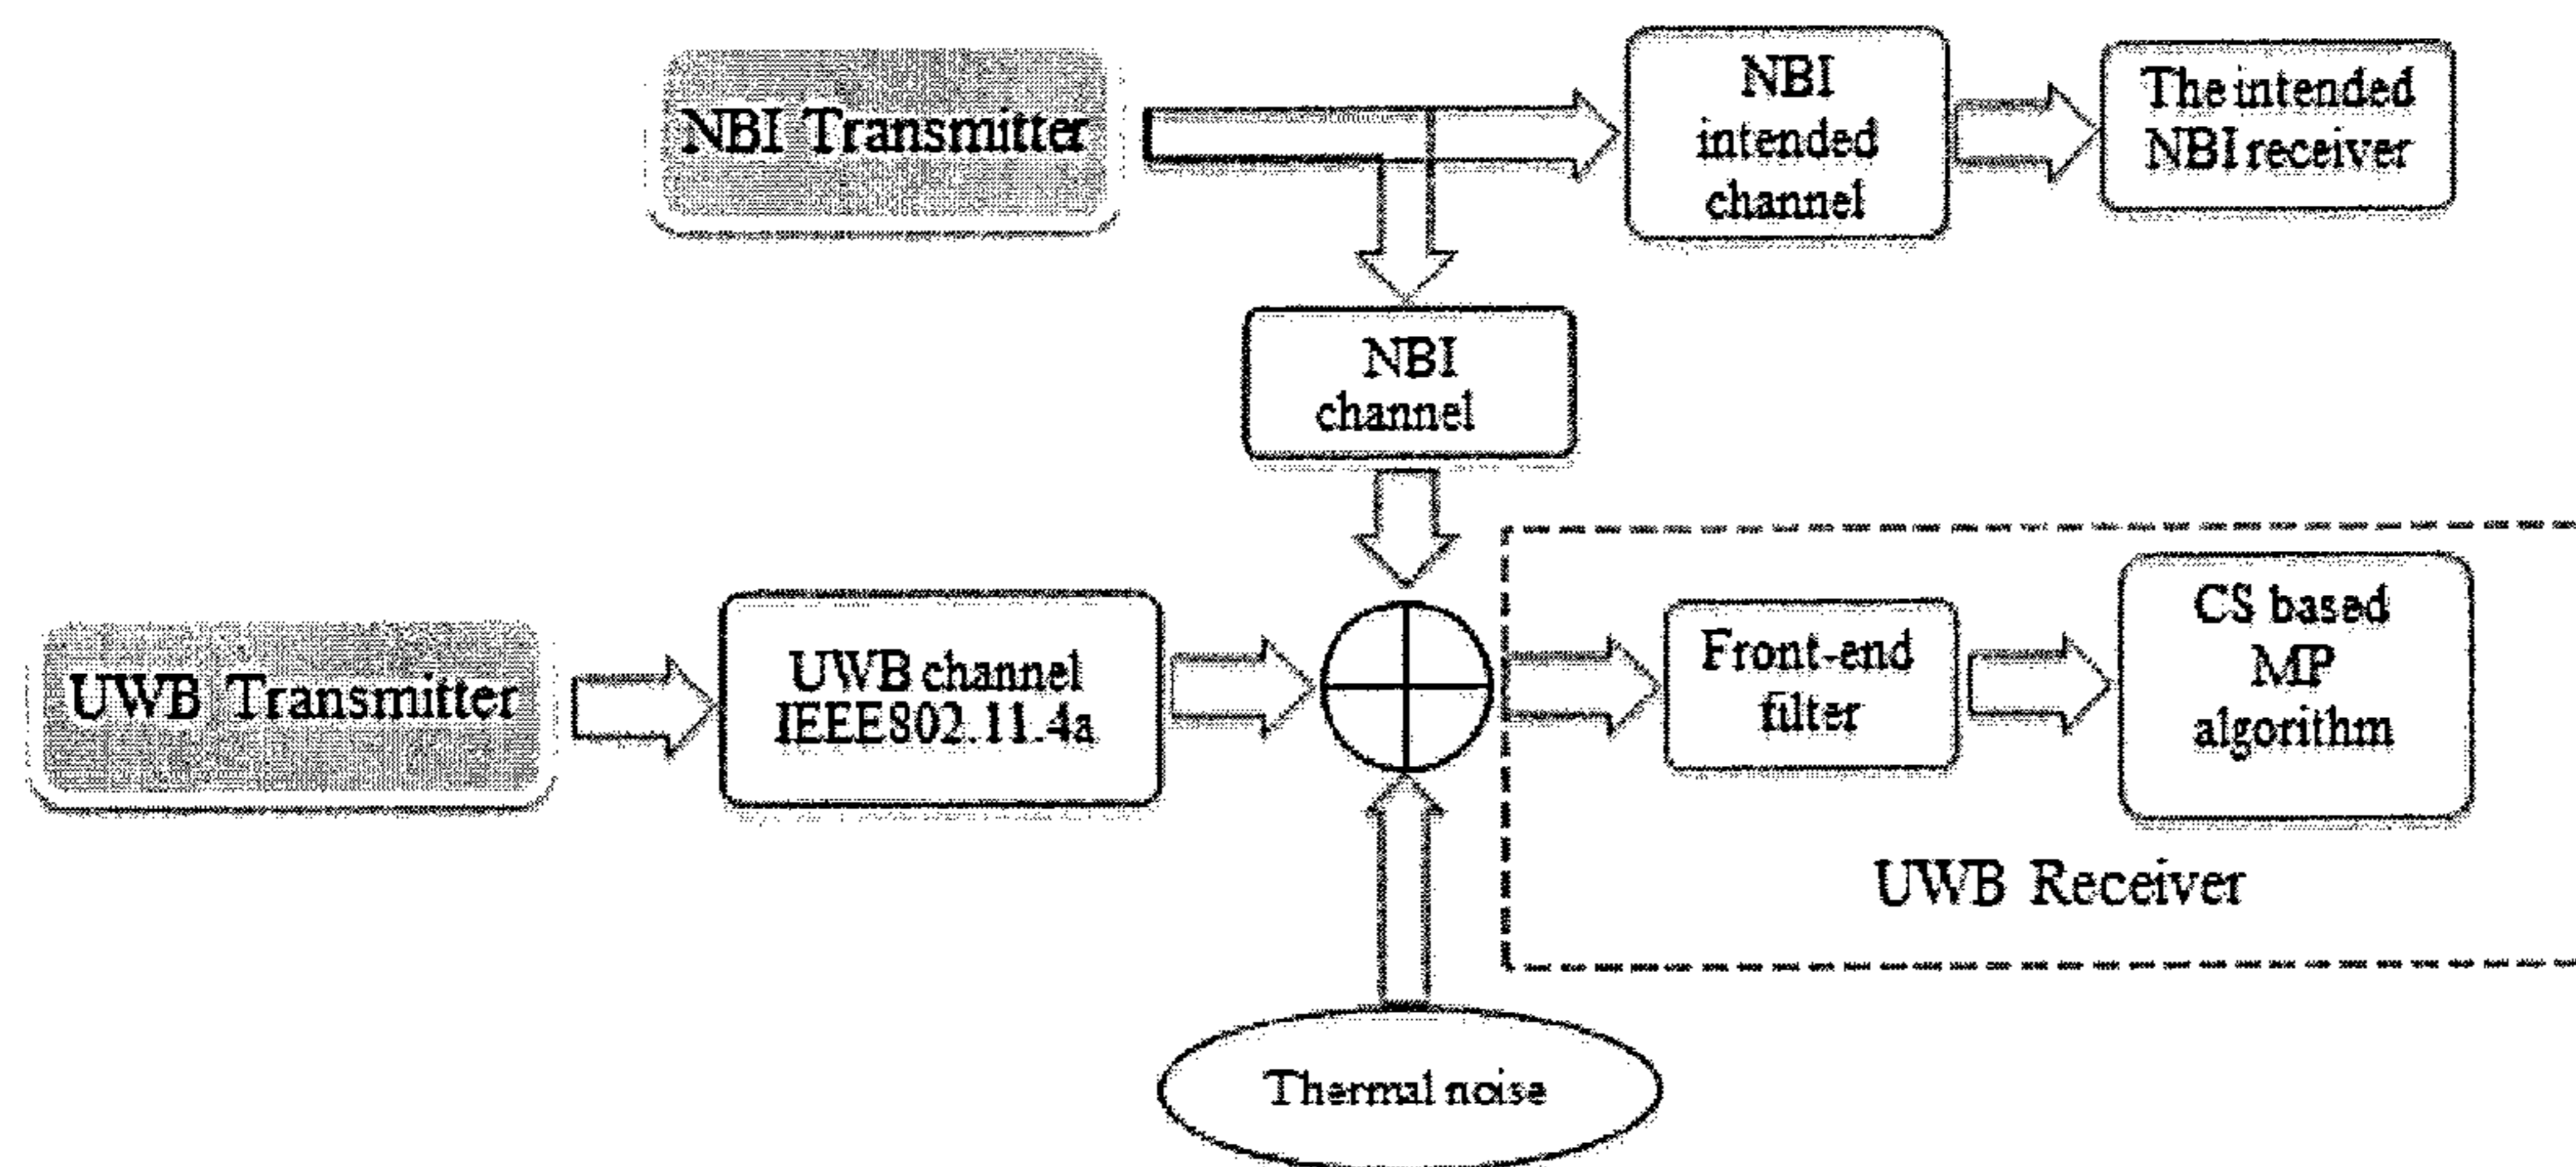 NBI Transmitter
NBI
intended
channel
The intended
NBI receiver
NBI
channel
UWB Transmitter
UWB channel
IEEE802.11.4a
Front-end
filter
CS based
MP
algorithm
UWB Receiver
Thermal noise